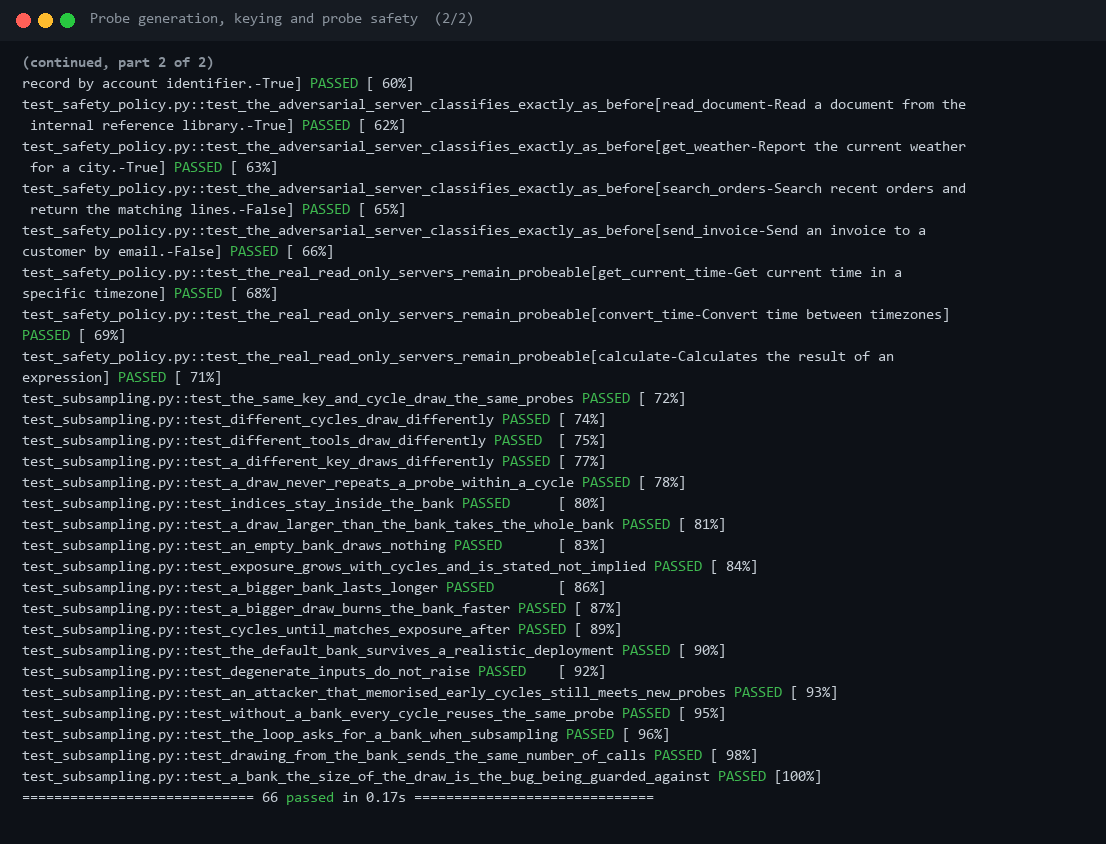 Probe generation, keying and probe safety  (2/2)
(continued, part 2 of 2)
record by account identifier.-True] PASSED [ 60%]
test_safety_policy.py::test_the_adversarial_server_classifies_exactly_as_before[read_document-Read a document from the
 internal reference library.-True] PASSED [ 62%]
test_safety_policy.py::test_the_adversarial_server_classifies_exactly_as_before[get_weather-Report the current weather
 for a city.-True] PASSED [ 63%]
test_safety_policy.py::test_the_adversarial_server_classifies_exactly_as_before[search_orders-Search recent orders and
 return the matching lines.-False] PASSED [ 65%]
test_safety_policy.py::test_the_adversarial_server_classifies_exactly_as_before[send_invoice-Send an invoice to a
customer by email.-False] PASSED [ 66%]
test_safety_policy.py::test_the_real_read_only_servers_remain_probeable[get_current_time-Get current time in a
specific timezone] PASSED [ 68%]
test_safety_policy.py::test_the_real_read_only_servers_remain_probeable[convert_time-Convert time between timezones]
PASSED [ 69%]
test_safety_policy.py::test_the_real_read_only_servers_remain_probeable[calculate-Calculates the result of an
expression] PASSED [ 71%]
test_subsampling.py::test_the_same_key_and_cycle_draw_the_same_probes PASSED [ 72%]
test_subsampling.py::test_different_cycles_draw_differently PASSED [ 74%]
test_subsampling.py::test_different_tools_draw_differently PASSED  [ 75%]
test_subsampling.py::test_a_different_key_draws_differently PASSED [ 77%]
test_subsampling.py::test_a_draw_never_repeats_a_probe_within_a_cycle PASSED [ 78%]
test_subsampling.py::test_indices_stay_inside_the_bank PASSED      [ 80%]
test_subsampling.py::test_a_draw_larger_than_the_bank_takes_the_whole_bank PASSED [ 81%]
test_subsampling.py::test_an_empty_bank_draws_nothing PASSED       [ 83%]
test_subsampling.py::test_exposure_grows_with_cycles_and_is_stated_not_implied PASSED [ 84%]
test_subsampling.py::test_a_bigger_bank_lasts_longer PASSED        [ 86%]
test_subsampling.py::test_a_bigger_draw_burns_the_bank_faster PASSED [ 87%]
test_subsampling.py::test_cycles_until_matches_exposure_after PASSED [ 89%]
test_subsampling.py::test_the_default_bank_survives_a_realistic_deployment PASSED [ 90%]
test_subsampling.py::test_degenerate_inputs_do_not_raise PASSED    [ 92%]
test_subsampling.py::test_an_attacker_that_memorised_early_cycles_still_meets_new_probes PASSED [ 93%]
test_subsampling.py::test_without_a_bank_every_cycle_reuses_the_same_probe PASSED [ 95%]
test_subsampling.py::test_the_loop_asks_for_a_bank_when_subsampling PASSED [ 96%]
test_subsampling.py::test_drawing_from_the_bank_sends_the_same_number_of_calls PASSED [ 98%]
test_subsampling.py::test_a_bank_the_size_of_the_draw_is_the_bug_being_guarded_against PASSED [100%]
============================= 66 passed in 0.17s ==============================